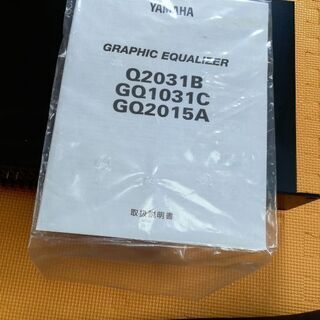 YAMAHA
GRAPHIC EQUALIZER
Q2031B
GQ1031C
GQ2015A
取扱説明書